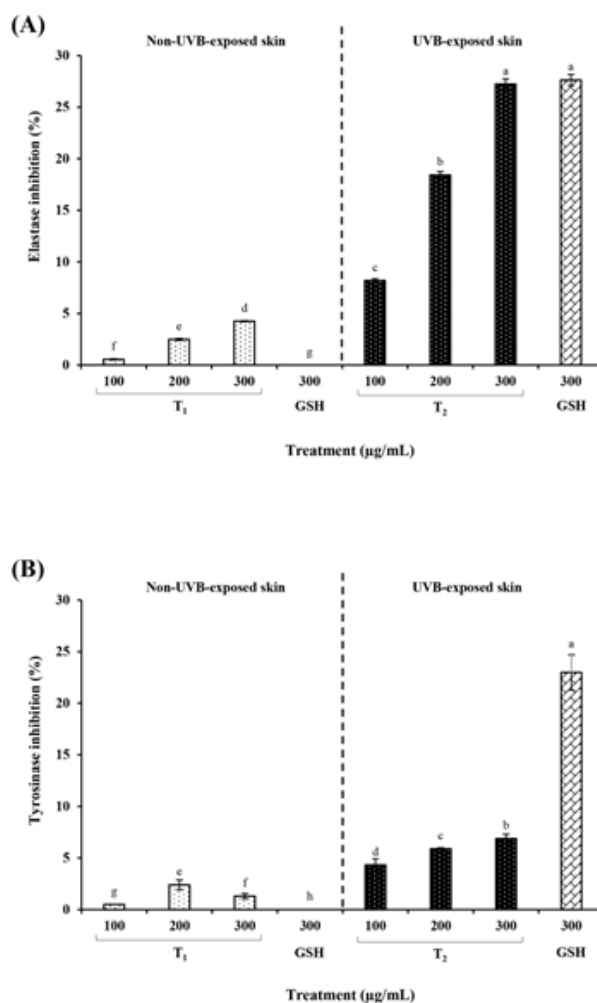 (A)
Non-UVB-exposed skin UVB-exposed skin
Elastase inhibition (%)
30
25
20
15
10
5
0
f e d g c b a a
100 200 300 300 100 200 300 300
T₁ GSH T₂ GSH
Treatment (µg/mL)
(B)
Non-UVB-exposed skin UVB-exposed skin
Tyrosinase inhibition (%)
30
25
20
15
10
5
0
g e f h d c b a
100 200 300 300 100 200 300 300
T₁ GSH T₂ GSH
Treatment (µg/mL)